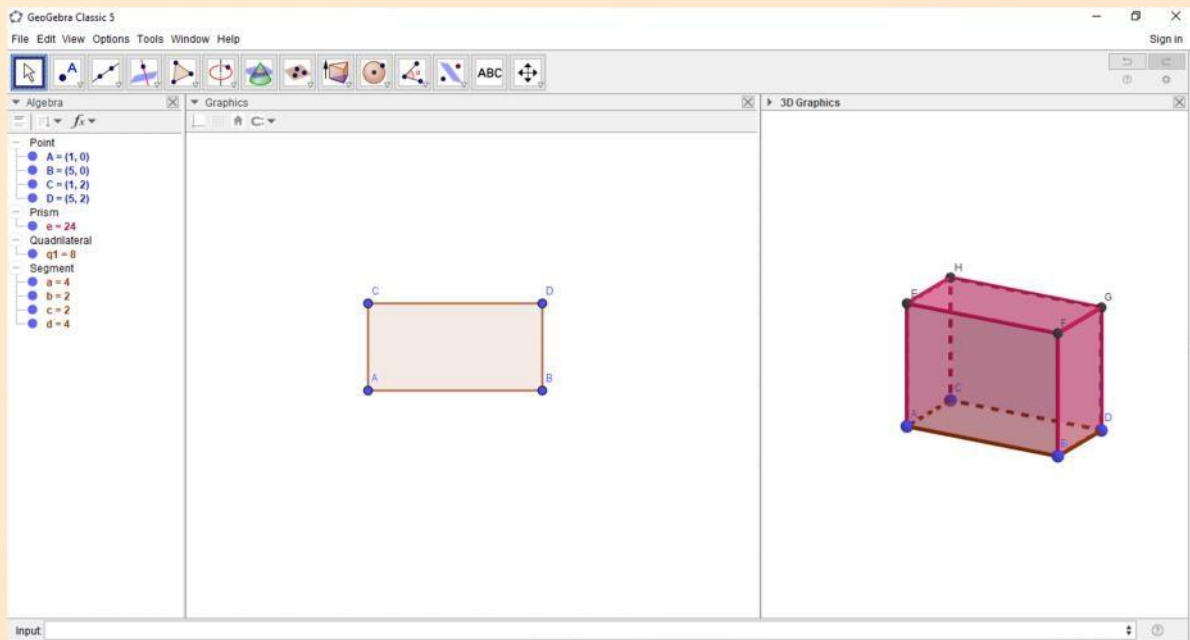 GeoGebra Classic 5
File Edit View Options Tools Window Help
Sign in
ABC
Algebra
Graphics
3D Graphics
fx
Point
A = (1, 0)
B = (5, 0)
C = (1, 2)
D = (5, 2)
Prism
e = 24
Quadrilateral
q1 = 8
Segment
a = 4
b = 2
c = 2
d = 4
C
D
A
B
H
E
G
F
C
A
D
B
Input: